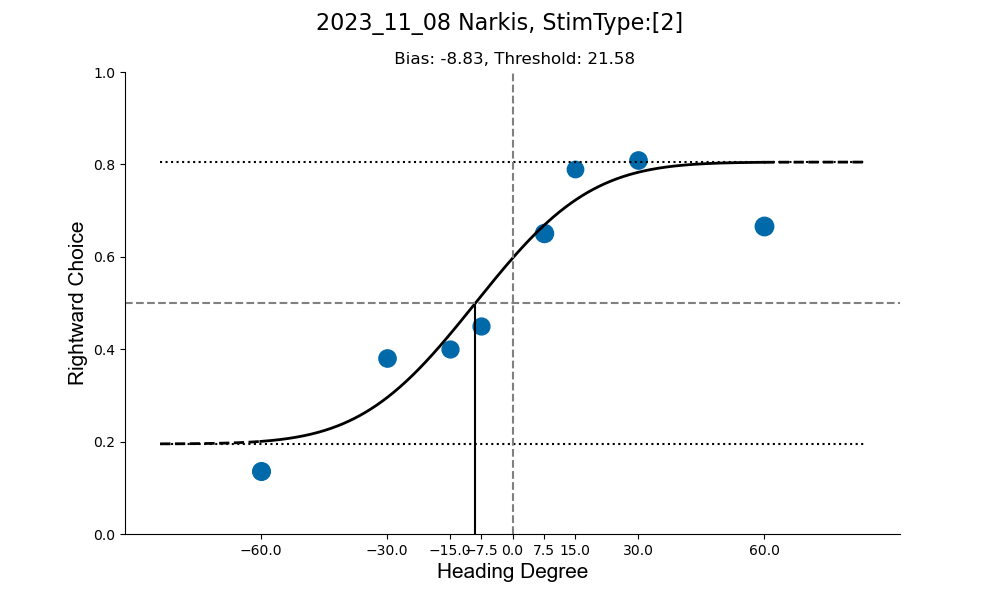 2023_11_08 Narkis, StimType:[2]
Bias: -8.83, Threshold: 21.58
1.0
0.8
0.6
0.4
0.2
0.0
Rightward Choice
−60.0 −30.0 −15.0 −7.5 0.0 7.5 15.0 30.0 60.0
Heading Degree